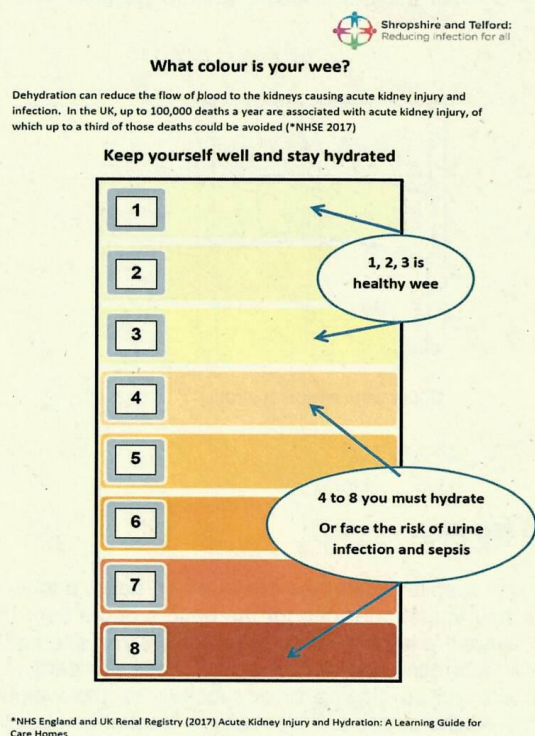 Shropshire and Telford:
Reducing infection for all
What colour is your wee?
Dehydration can reduce the flow of blood to the kidneys causing acute kidney injury and
infection. In the UK, up to 100,000 deaths a year are associated with acute kidney injury, of
which up to a third of those deaths could be avoided (*NHSE 2017)
Keep yourself well and stay hydrated
1
2
3
1, 2, 3 is
healthy wee
4
5
6
7
8
4 to 8 you must hydrate
Or face the risk of urine
infection and sepsis
*NHS England and UK Renal Registry (2017) Acute Kidney Injury and Hydration: A Learning Guide for
Care Homes